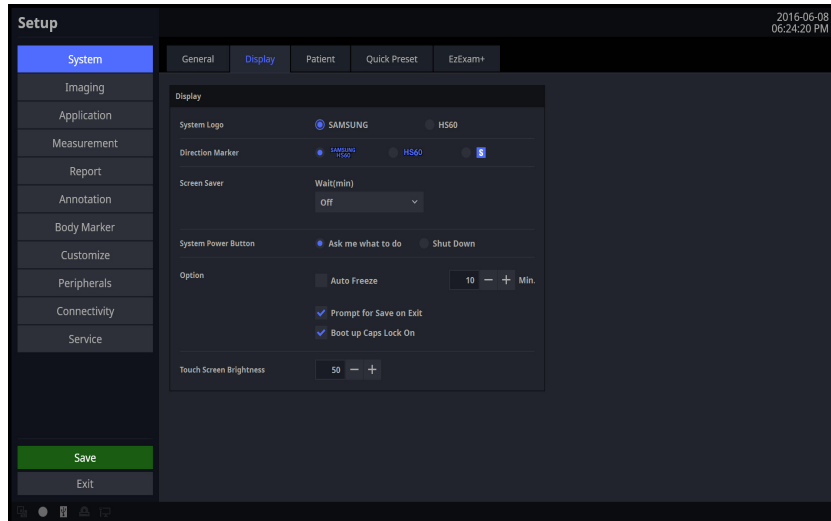 Setup
2016-06-08
06:24:20 PM
System
Imaging
Application
Measurement
Report
Annotation
Body Marker
Customize
Peripherals
Connectivity
Service
Save
Exit
General Display Patient Quick Preset EzExam+
Display
System Logo SAMSUNG HS60
Direction Marker SAMSUNG HS60 HS60 S
Screen Saver Wait(min)
Off
System Power Button Ask me what to do Shut Down
Option Auto Freeze 10 − + Min.
Prompt for Save on Exit
Boot up Caps Lock On
Touch Screen Brightness 50 − +